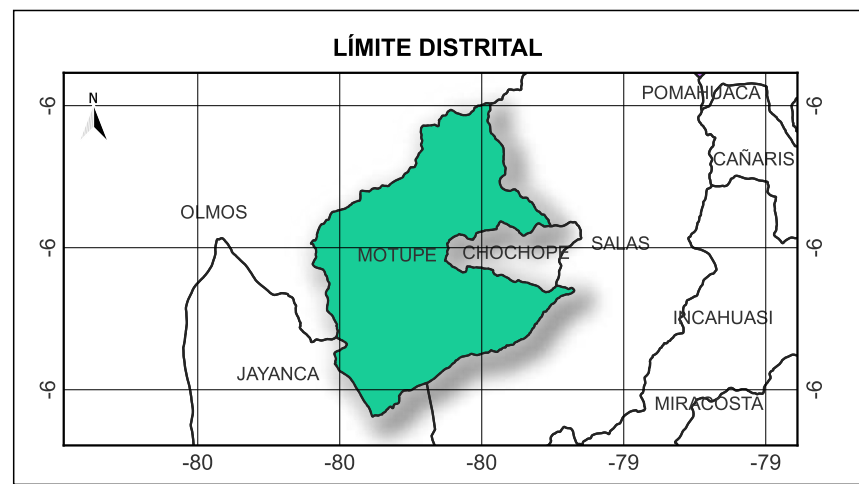 LÍMITE DISTRITAL
N
POMAHUACA
-6
-6
CAÑARIS
OLMOS
SALAS
MOTUPE
CHOCHOPE
-6
-6
INCAHUASI
JAYANCA
-6
-6
MIRACOSTA
-80
-80
-80
-79
-79